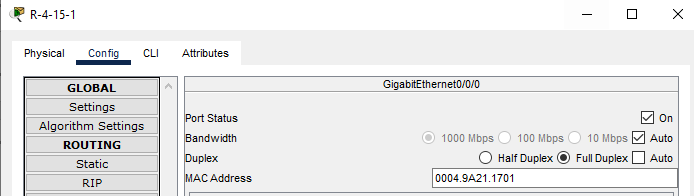 R-4-15-1
Physical Config CLI Attributes
GLOBAL
Settings
Algorithm Settings
ROUTING
Static
RIP
GigabitEthernet0/0/0
Port Status On
Bandwidth 1000 Mbps 100 Mbps 10 Mbps Auto
Duplex Half Duplex Full Duplex Auto
MAC Address 0004.9A21.1701